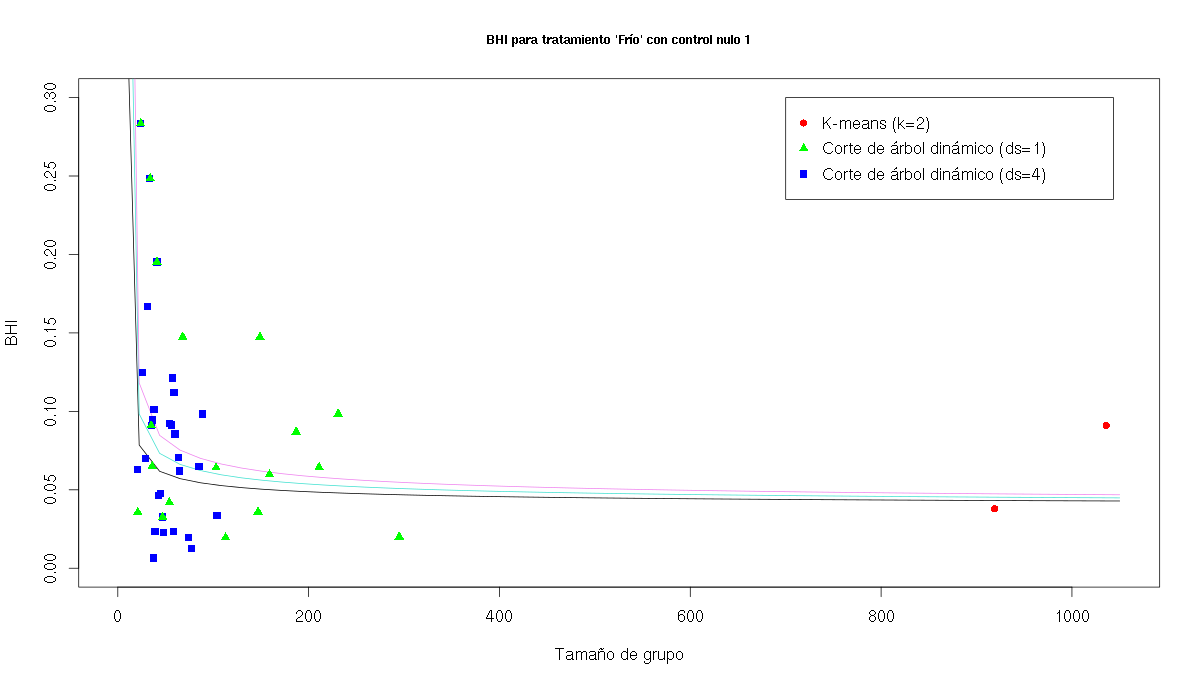 BHI para tratamiento 'Frío' con control nulo 1
K-means (k=2)
Corte de árbol dinámico (ds=1)
Corte de árbol dinámico (ds=4)
BHI
0.30
0.25
0.20
0.15
0.10
0.05
0.00
0 200 400 600 800 1000
Tamaño de grupo